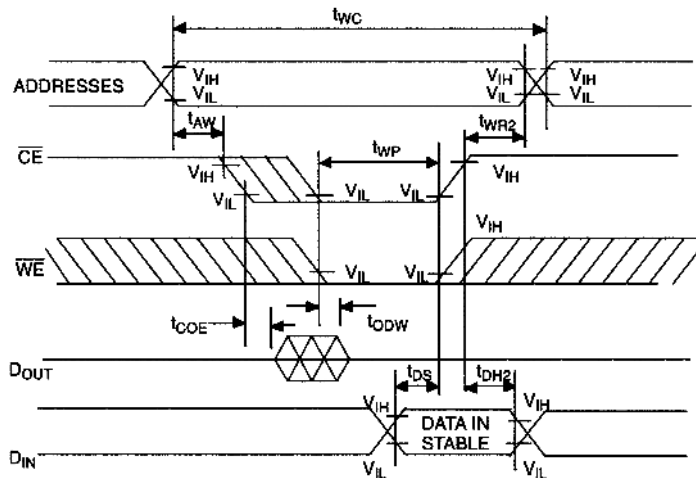 tWC
ADDRESSES
VIH
VIL
VIH
VIL
VIH
VIL
tAW
tWR2
CE
tWP
VIH
VIL
VIL
VIL
VIH
WE
VIH
VIL
VIL
tCOE
tODW
DOUT
tDS
tDH2
DIN
VIH
VIL
DATA IN
STABLE
VIH
VIL